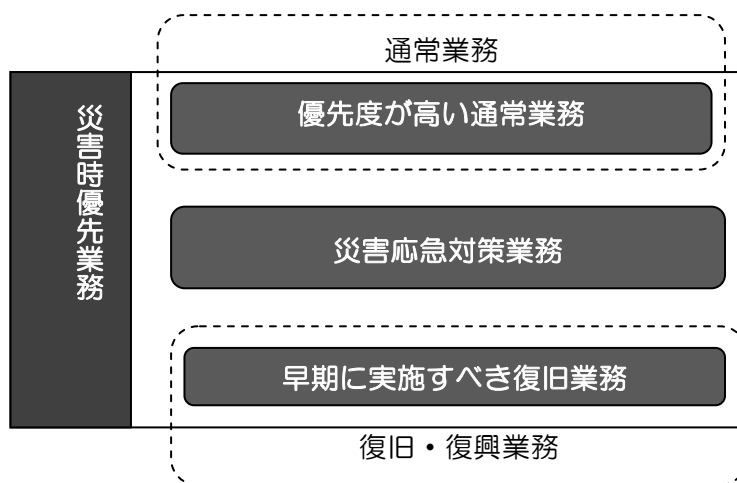 通常業務
災害時優先業務
優先度が高い通常業務
災害応急対策業務
早期に実施すべき復旧業務
復旧・復興業務